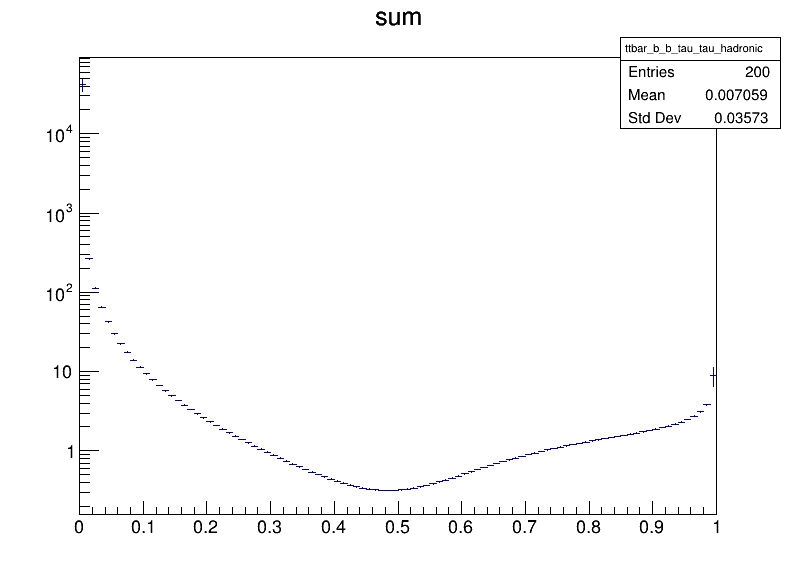 sum
ttbar_b_b_tau_tau_hadronic
Entries 200
Mean 0.007059
Std Dev 0.03573
10^4
10^3
10^2
10
1
0 0.1 0.2 0.3 0.4 0.5 0.6 0.7 0.8 0.9 1